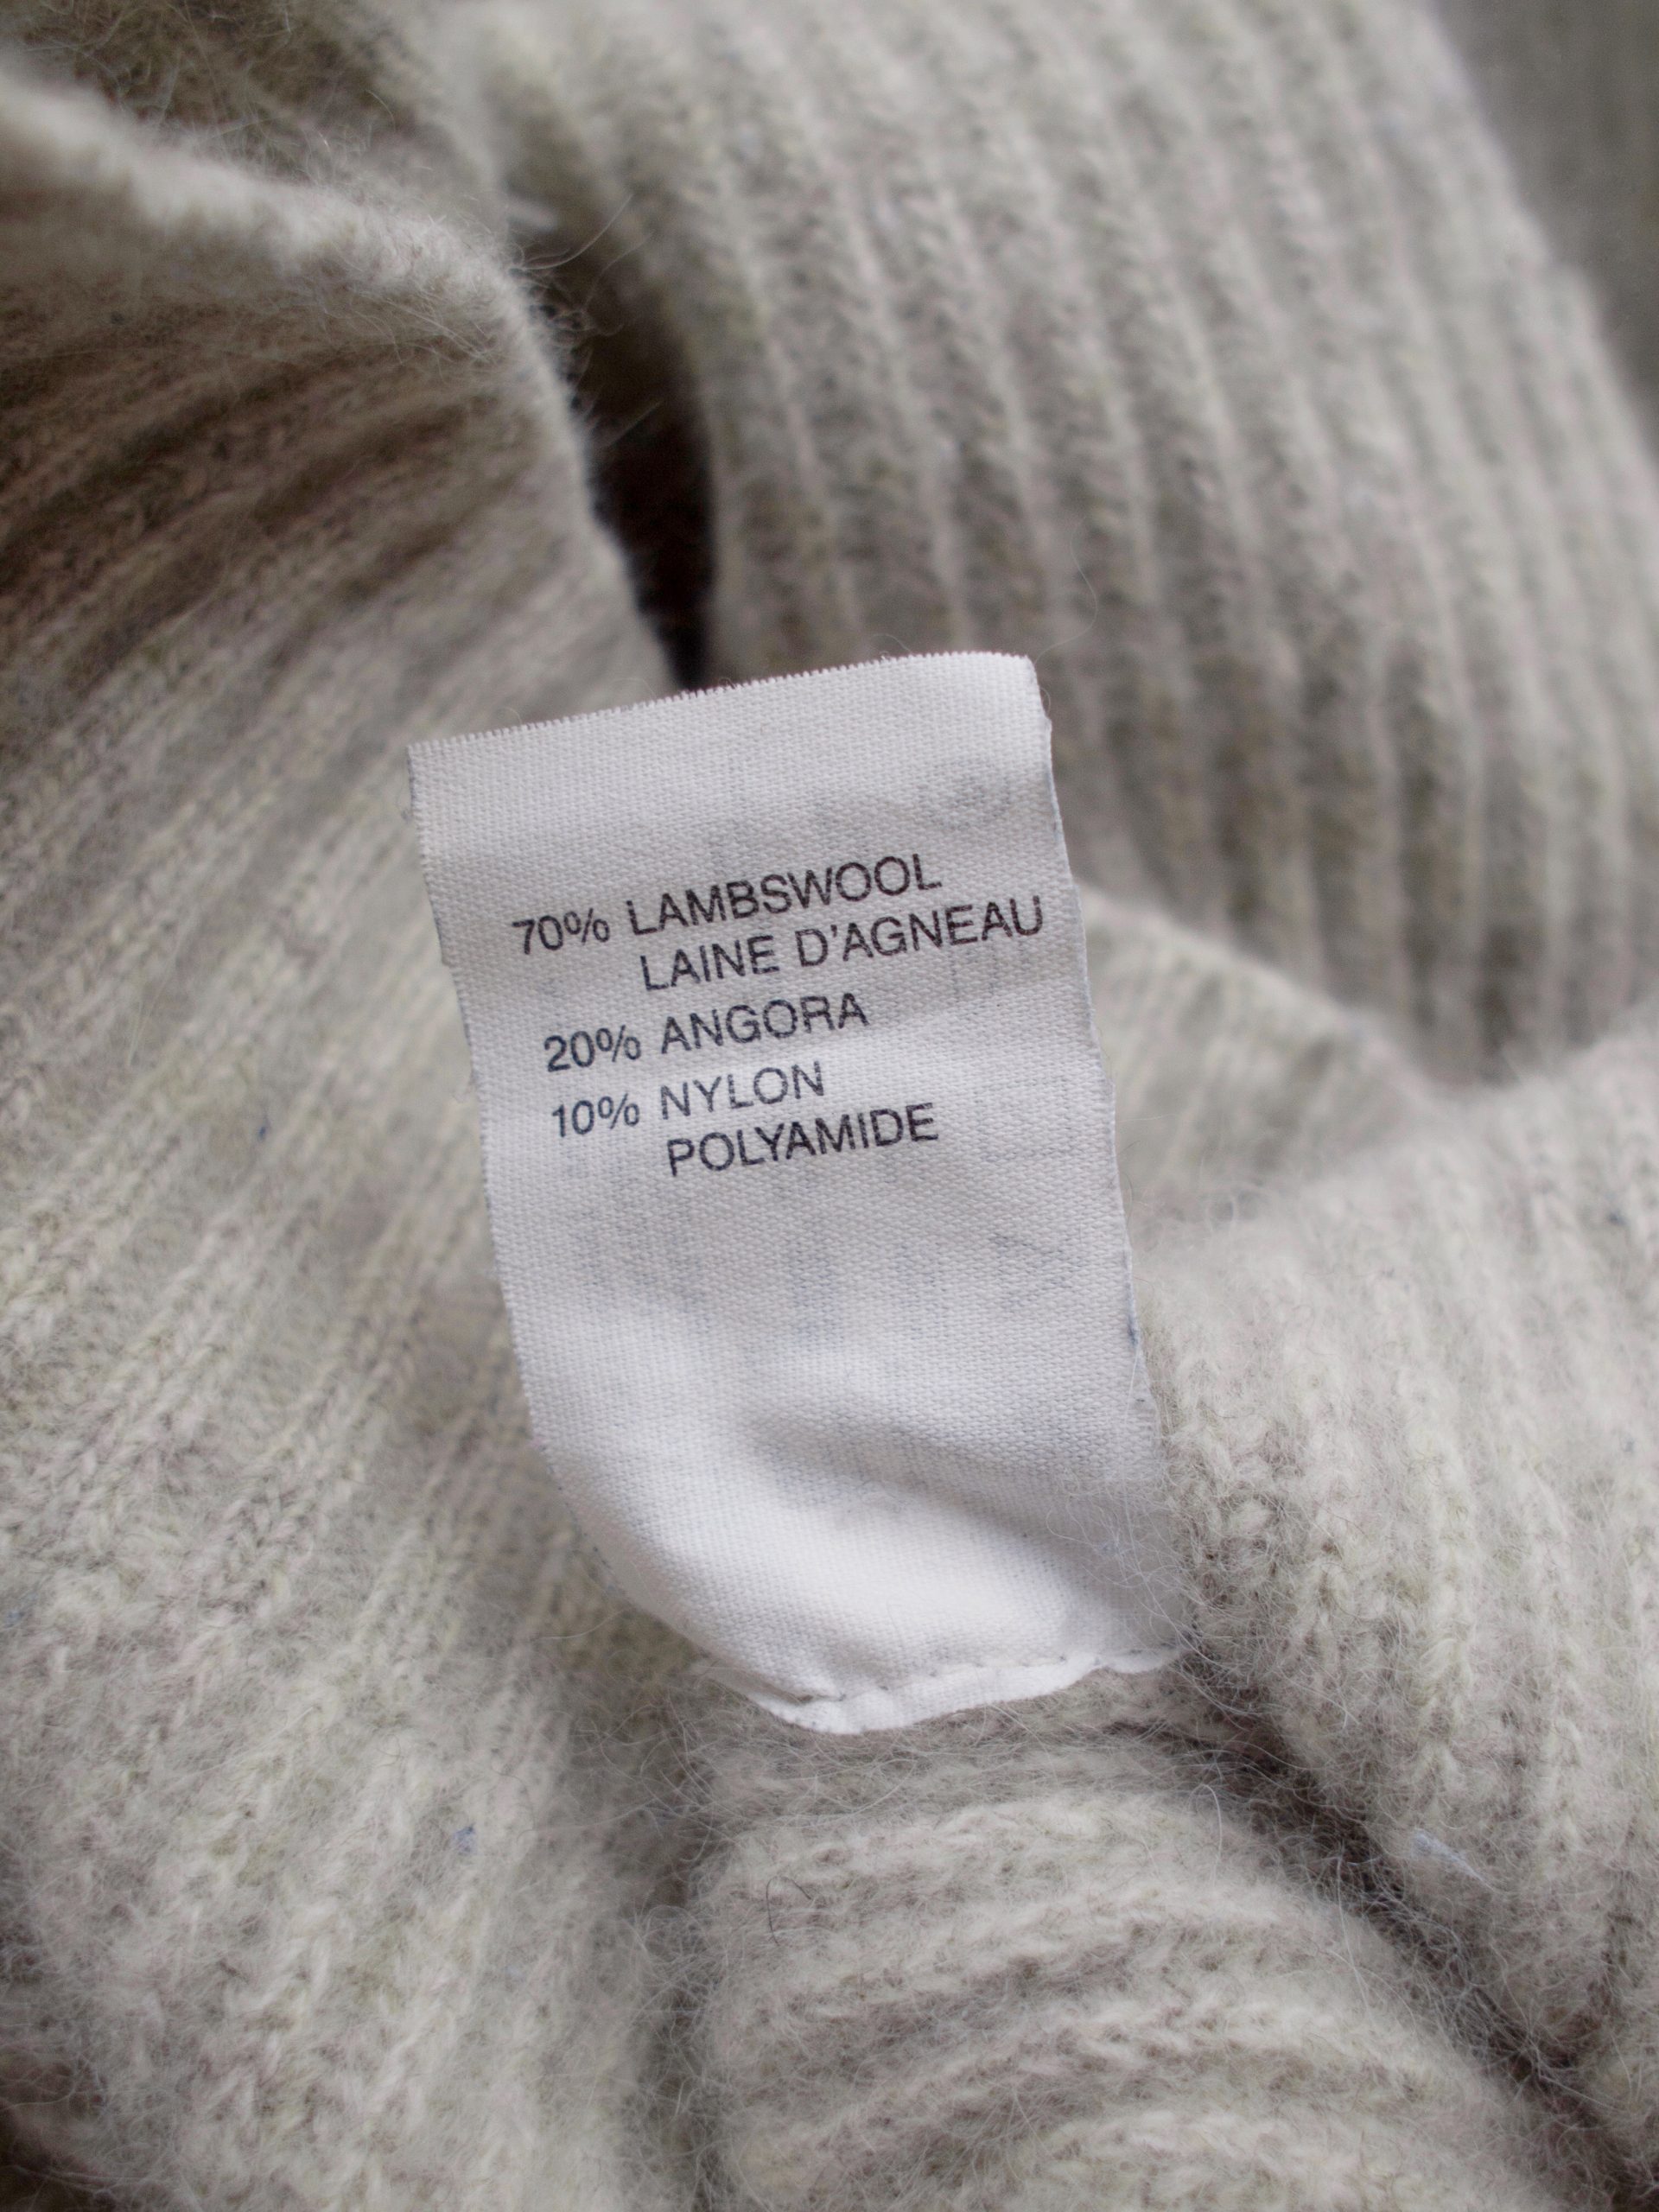 70% LAMBSWOOL
LAINE D'AGNEAU
20% ANGORA
10% NYLON
POLYAMIDE